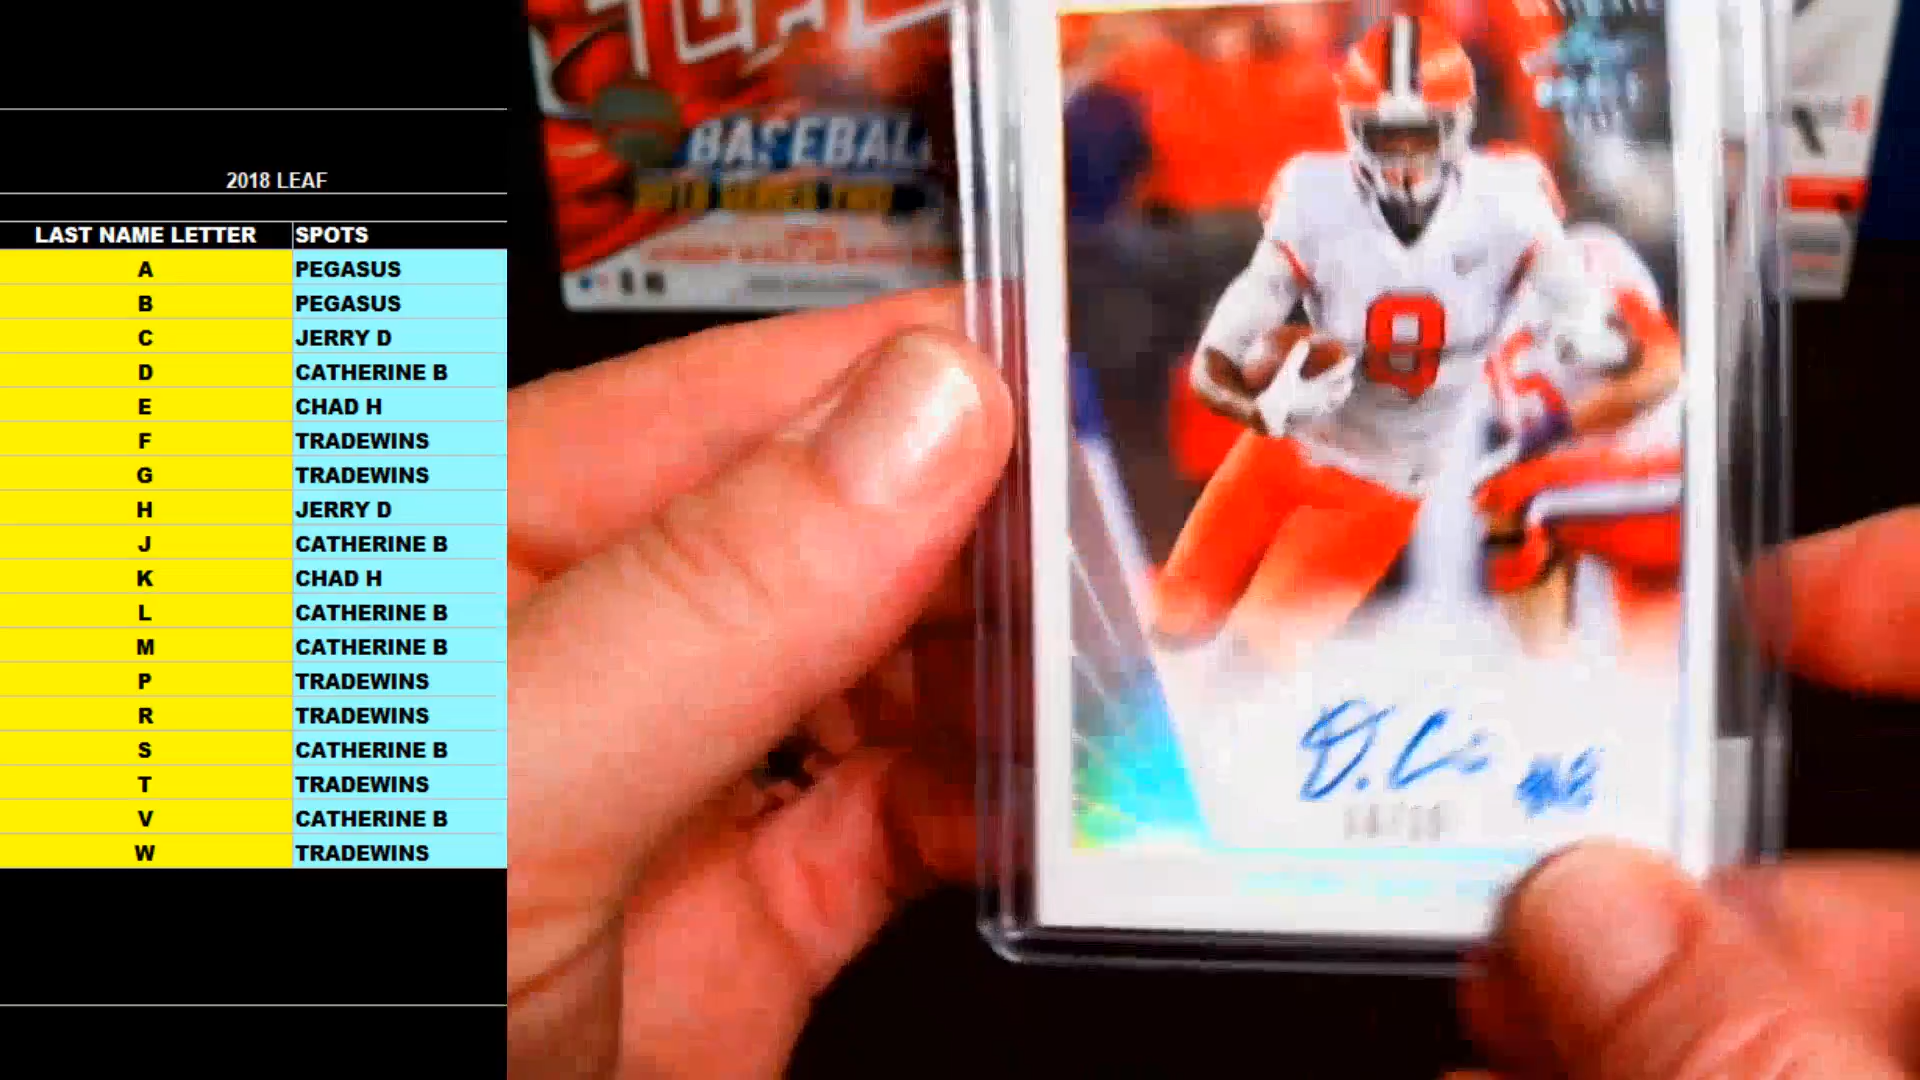 2018 LEAF
LAST NAME LETTER SPOTS
A PEGASUS
B PEGASUS
C JERRY D
D CATHERINE B
E CHAD H
F TRADEWINS
G TRADEWINS
H JERRY D
J CATHERINE B
K CHAD H
L CATHERINE B
M CATHERINE B
P TRADEWINS
R TRADEWINS
S CATHERINE B
T TRADEWINS
V CATHERINE B
W TRADEWINS
BASEBALL
8
D. C